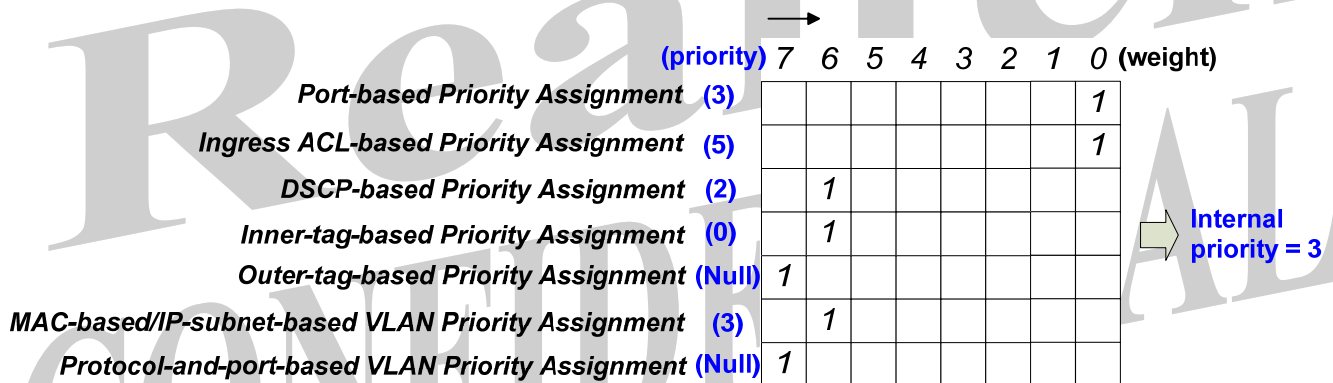 (priority) 7 6 5 4 3 2 1 0 (weight)
Port-based Priority Assignment (3) 1
Ingress ACL-based Priority Assignment (5) 1
DSCP-based Priority Assignment (2) 1
Inner-tag-based Priority Assignment (0) 1
Outer-tag-based Priority Assignment (Null) 1
MAC-based/IP-subnet-based VLAN Priority Assignment (3) 1
Protocol-and-port-based VLAN Priority Assignment (Null) 1
Internal
priority = 3